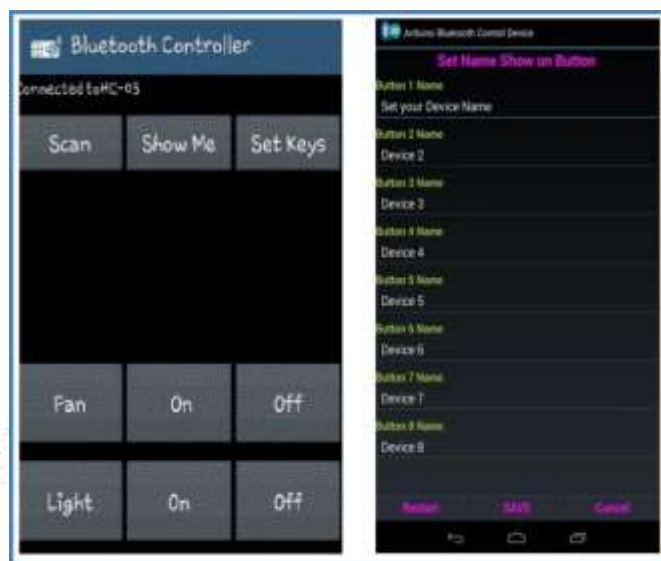 Bluetooth Controller
Connected toHC-05
Scan Show Me Set Keys
Fan On Off
Light On Off
Arduino Bluetooth Control Device
Set Name Show on Button
Button 1 Name
Set your Device Name
Button 2 Name
Device 2
Button 3 Name
Device 3
Button 4 Name
Device 4
Button 5 Name
Device 5
Button 6 Name
Device 6
Button 7 Name
Device 7
Button 8 Name
Device 8
Restart SAVE Cancel